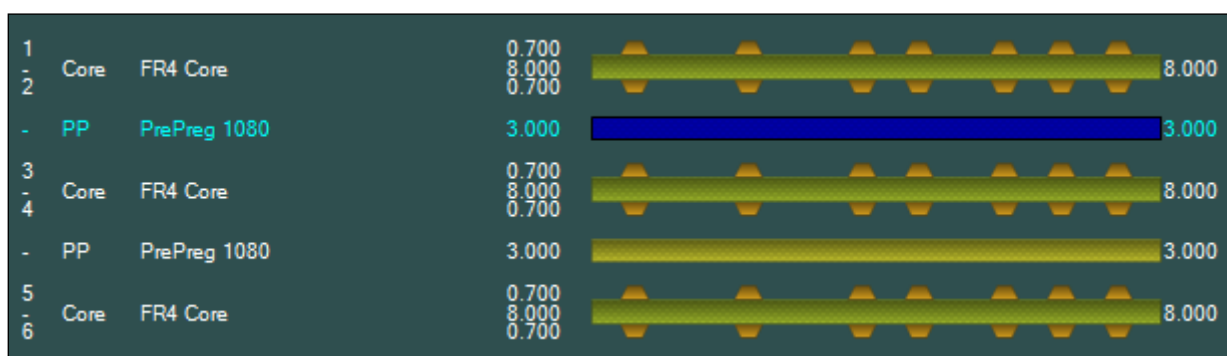 1 0.700
- Core FR4 Core 8.000 8.000
2 0.700
- PP PrePreg 1080 3.000 3.000
3 0.700
- Core FR4 Core 8.000 8.000
4 0.700
- PP PrePreg 1080 3.000 3.000
5 0.700
- Core FR4 Core 8.000 8.000
6 0.700